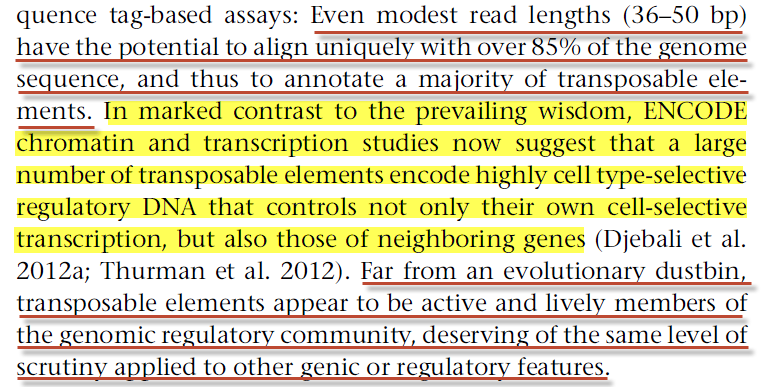 quence tag-based assays: Even modest read lengths (36–50 bp)
have the potential to align uniquely with over 85% of the genome
sequence, and thus to annotate a majority of transposable ele-
ments. In marked contrast to the prevailing wisdom, ENCODE
chromatin and transcription studies now suggest that a large
number of transposable elements encode highly cell type-selective
regulatory DNA that controls not only their own cell-selective
transcription, but also those of neighboring genes (Djebali et al.
2012a; Thurman et al. 2012). Far from an evolutionary dustbin,
transposable elements appear to be active and lively members of
the genomic regulatory community, deserving of the same level of
scrutiny applied to other genic or regulatory features.